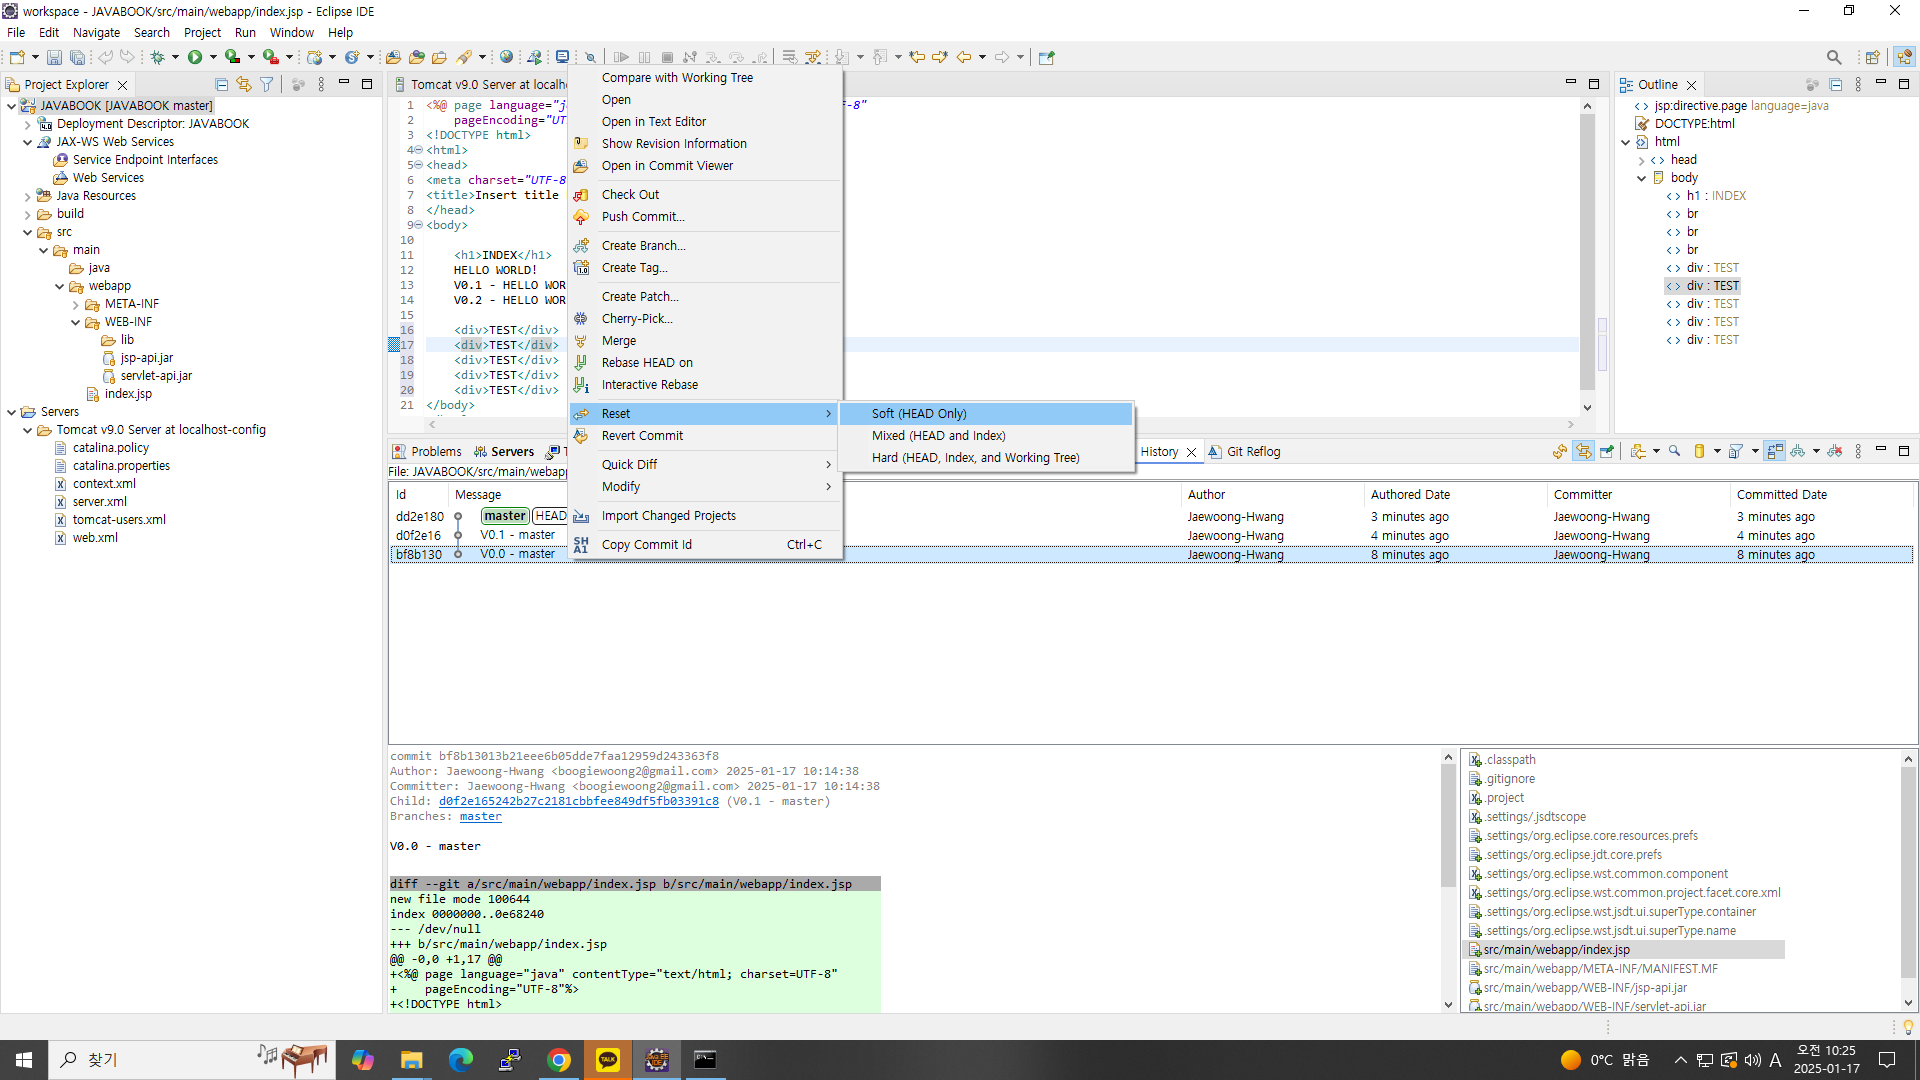 workspace - JAVABOOK/src/main/webapp/index.jsp - Eclipse IDE
File Edit Navigate Search Project Run Window Help
Project Explorer
JAVABOOK [JAVABOOK master]
Deployment Descriptor: JAVABOOK
JAX-WS Web Services
Service Endpoint Interfaces
Web Services
Java Resources
build
src
main
java
webapp
META-INF
WEB-INF
lib
jsp-api.jar
servlet-api.jar
index.jsp
Servers
Tomcat v9.0 Server at localhost-config
catalina.policy
catalina.properties
context.xml
server.xml
tomcat-users.xml
web.xml
Tomcat v9.0 Server at localh
1 <%@ page language="j
f-8"
2 pageEncoding="UT
3 <!DOCTYPE html>
4 <html>
5 <head>
6 <meta charset="UTF-8
7 <title>Insert title
8 </head>
9 <body>
10
11 <h1>INDEX</h1>
12 HELLO WORLD!
13 V0.1 - HELLO WOR
14 V0.2 - HELLO WOR
15
16 <div>TEST</div>
17 <div>TEST</div>
18 <div>TEST</div>
19 <div>TEST</div>
20 <div>TEST</div>
21 </body>
Compare with Working Tree
Open
Open in Text Editor
Show Revision Information
Open in Commit Viewer
Check Out
Push Commit...
Create Branch...
Create Tag...
Create Patch...
Cherry-Pick...
Merge
Rebase HEAD on
Interactive Rebase
Reset
Revert Commit
Quick Diff
Modify
Import Changed Projects
Copy Commit Id Ctrl+C
Soft (HEAD Only)
Mixed (HEAD and Index)
Hard (HEAD, Index, and Working Tree)
Outline
jsp:directive.page language=java
DOCTYPE:html
html
head
body
h1 : INDEX
br
br
br
div : TEST
div : TEST
div : TEST
div : TEST
div : TEST
Problems Servers T History Git Reflog
File: JAVABOOK/src/main/webapp
Id Message Author Authored Date Committer Committed Date
dd2e180 master HEAD Jaewoong-Hwang 3 minutes ago Jaewoong-Hwang 3 minutes ago
d0f2e16 V0.1 - master Jaewoong-Hwang 4 minutes ago Jaewoong-Hwang 4 minutes ago
bf8b130 V0.0 - master Jaewoong-Hwang 8 minutes ago Jaewoong-Hwang 8 minutes ago
commit bf8b13013b21eee6b05dde7faa12959d243363f8
Author: Jaewoong-Hwang <boogiewoong2@gmail.com> 2025-01-17 10:14:38
Committer: Jaewoong-Hwang <boogiewoong2@gmail.com> 2025-01-17 10:14:38
Child: d0f2e165242b27c2181cbbfee849df5fb03391c8 (V0.1 - master)
Branches: master
V0.0 - master
diff --git a/src/main/webapp/index.jsp b/src/main/webapp/index.jsp
new file mode 100644
index 0000000..0e68240
--- /dev/null
+++ b/src/main/webapp/index.jsp
@@ -0,0 +1,17 @@
+<%@ page language="java" contentType="text/html; charset=UTF-8"
+ pageEncoding="UTF-8"%>
+<!DOCTYPE html>
.classpath
.gitignore
.project
.settings/.jsdtscope
.settings/org.eclipse.core.resources.prefs
.settings/org.eclipse.jdt.core.prefs
.settings/org.eclipse.wst.common.component
.settings/org.eclipse.wst.common.project.facet.core.xml
.settings/org.eclipse.wst.jsdt.ui.superType.container
.settings/org.eclipse.wst.jsdt.ui.superType.name
src/main/webapp/index.jsp
src/main/webapp/META-INF/MANIFEST.MF
src/main/webapp/WEB-INF/jsp-api.jar
src/main/webapp/WEB-INF/servlet-api.jar
찾기
TALK
Java EE IDE
0°C 맑음
A
오전 10:25
2025-01-17